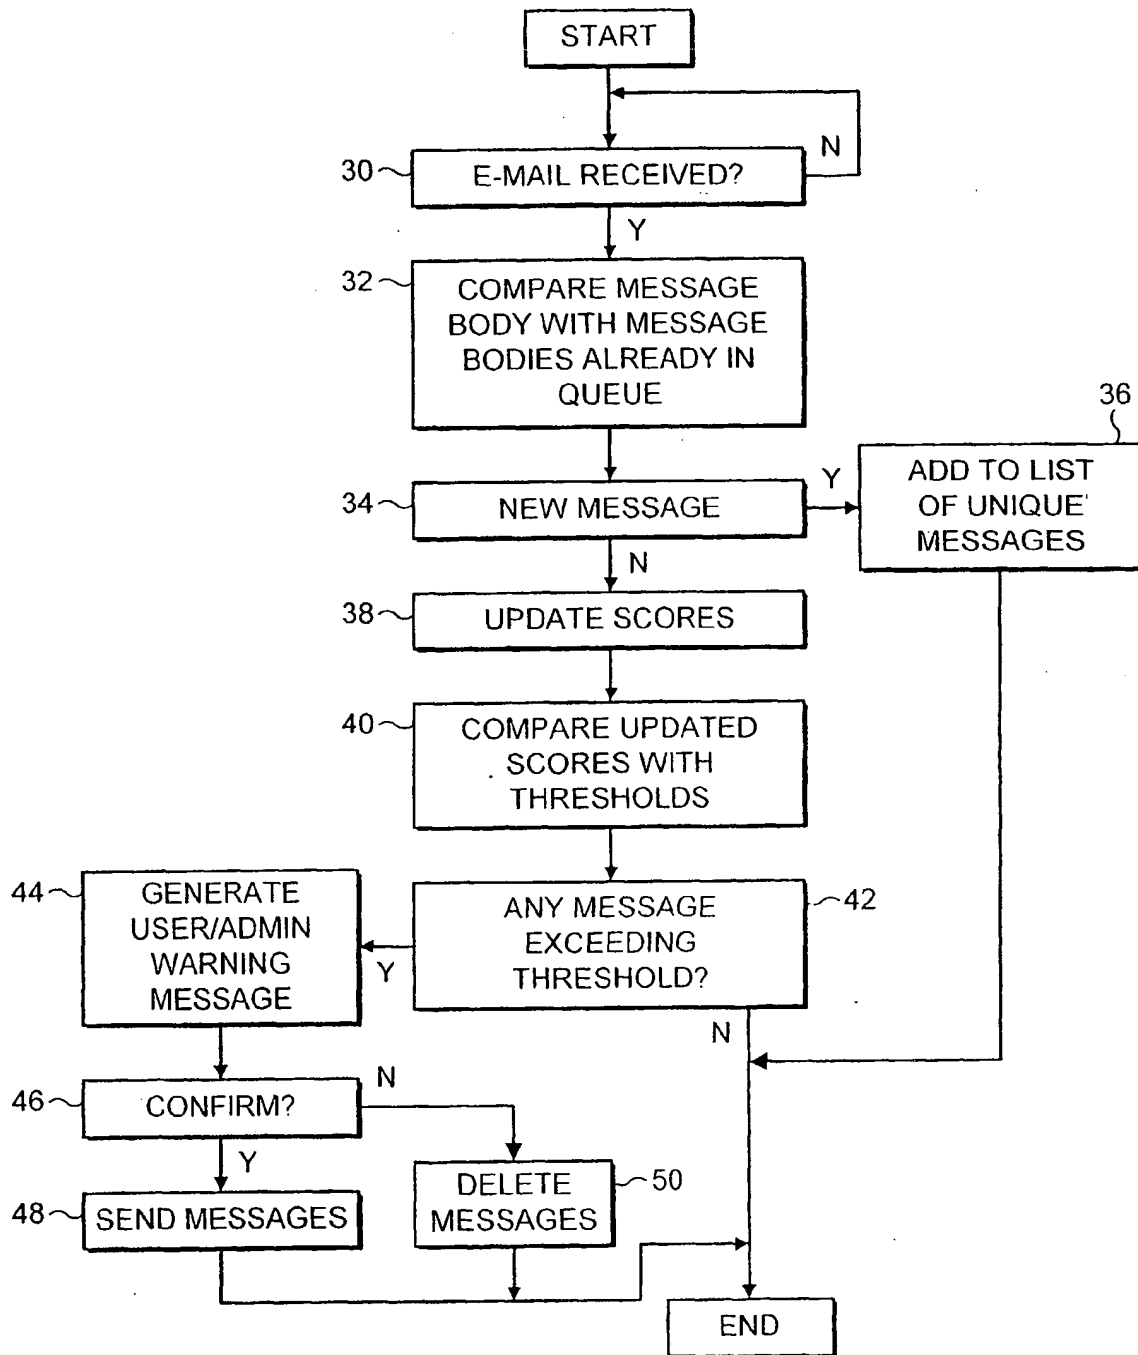 START
N
30
E-MAIL RECEIVED?
Y
32
COMPARE MESSAGE
BODY WITH MESSAGE
BODIES ALREADY IN
QUEUE
36
ADD TO LIST
OF UNIQUE
MESSAGES
34
NEW MESSAGE
Y
N
38
UPDATE SCORES
40
COMPARE UPDATED
SCORES WITH
THRESHOLDS
44
GENERATE
USER/ADMIN
WARNING
MESSAGE
Y
ANY MESSAGE
EXCEEDING
THRESHOLD?
42
N
46
CONFIRM?
N
Y
48
SEND MESSAGES
DELETE
MESSAGES
50
END